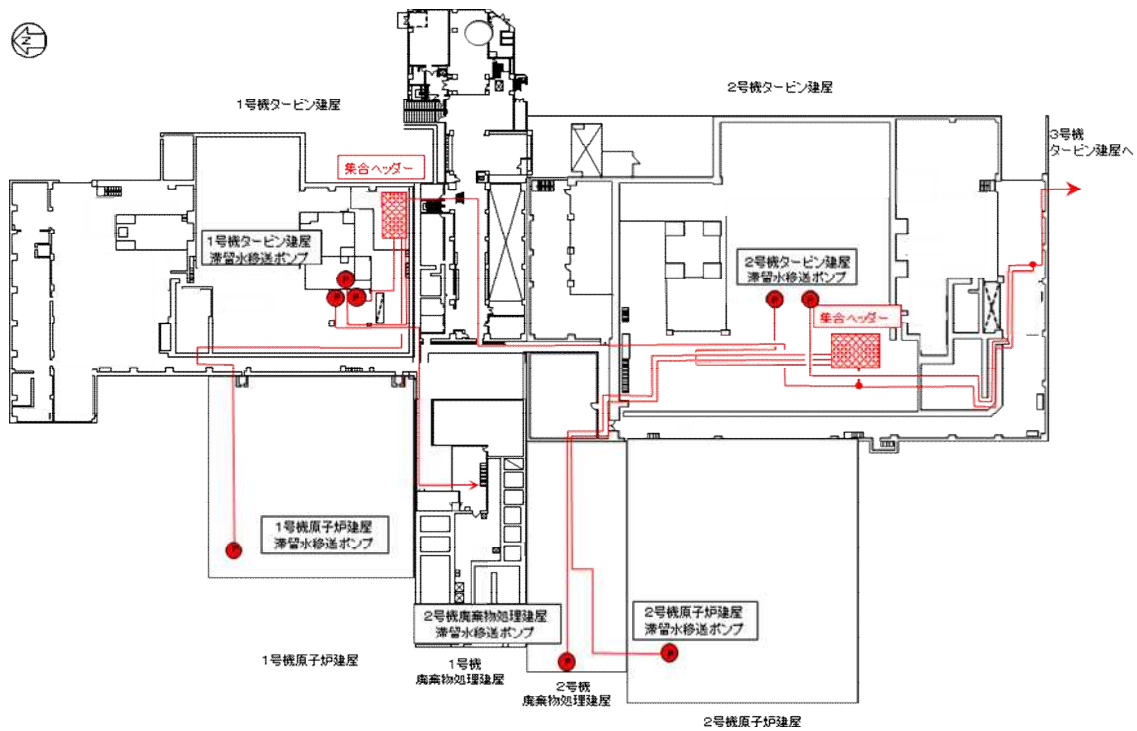 N
1号機タービン建屋
2号機タービン建屋
3号機
タービン建屋へ
集合ヘッダー
1号機タービン建屋
滞留水移送ポンプ
P
P
P
2号機タービン建屋
滞留水移送ポンプ
P
P
集合ヘッダー
1号機原子炉建屋
滞留水移送ポンプ
P
2号機廃棄物処理建屋
滞留水移送ポンプ
P
2号機原子炉建屋
滞留水移送ポンプ
P
1号機原子炉建屋
1号機
廃棄物処理建屋
2号機
廃棄物処理建屋
2号機原子炉建屋